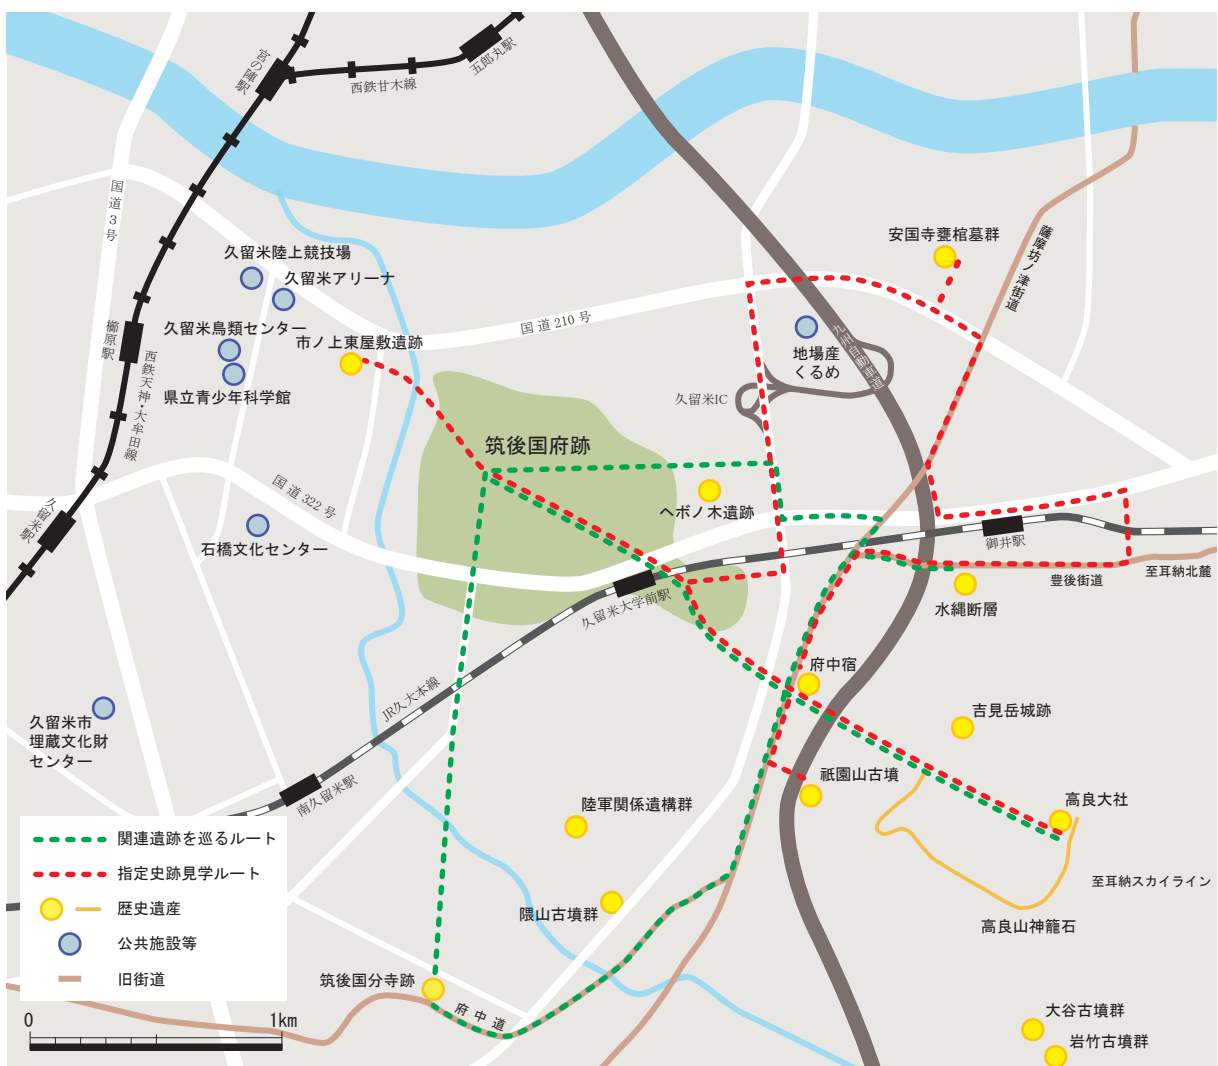 宮の陣駅
西鉄甘木線
五郎丸駅
国道3号
久留米陸上競技場
久留米アリーナ
安国寺甕棺墓群
薩摩坊ノ津街道
櫛原駅
西鉄天神・大牟田線
久留米鳥類センター
市ノ上東屋敷遺跡
県立青少年科学館
国道210号
地場産
くるめ
九州自動車道
久留米IC
筑後国府跡
久留米駅
国道322号
石橋文化センター
ヘボノ木遺跡
御井駅
久留米大学前駅
豊後街道
至耳納北麓
水縄断層
府中宿
吉見岳城跡
JR久大本線
久留米市
埋蔵文化財
センター
南久留米駅
祇園山古墳
陸軍関係遺構群
高良大社
至耳納スカイライン
高良山神籠石
隈山古墳群
筑後国分寺跡
府中道
大谷古墳群
岩竹古墳群
関連遺跡を巡るルート
指定史跡見学ルート
歴史遺産
公共施設等
旧街道
0 1km